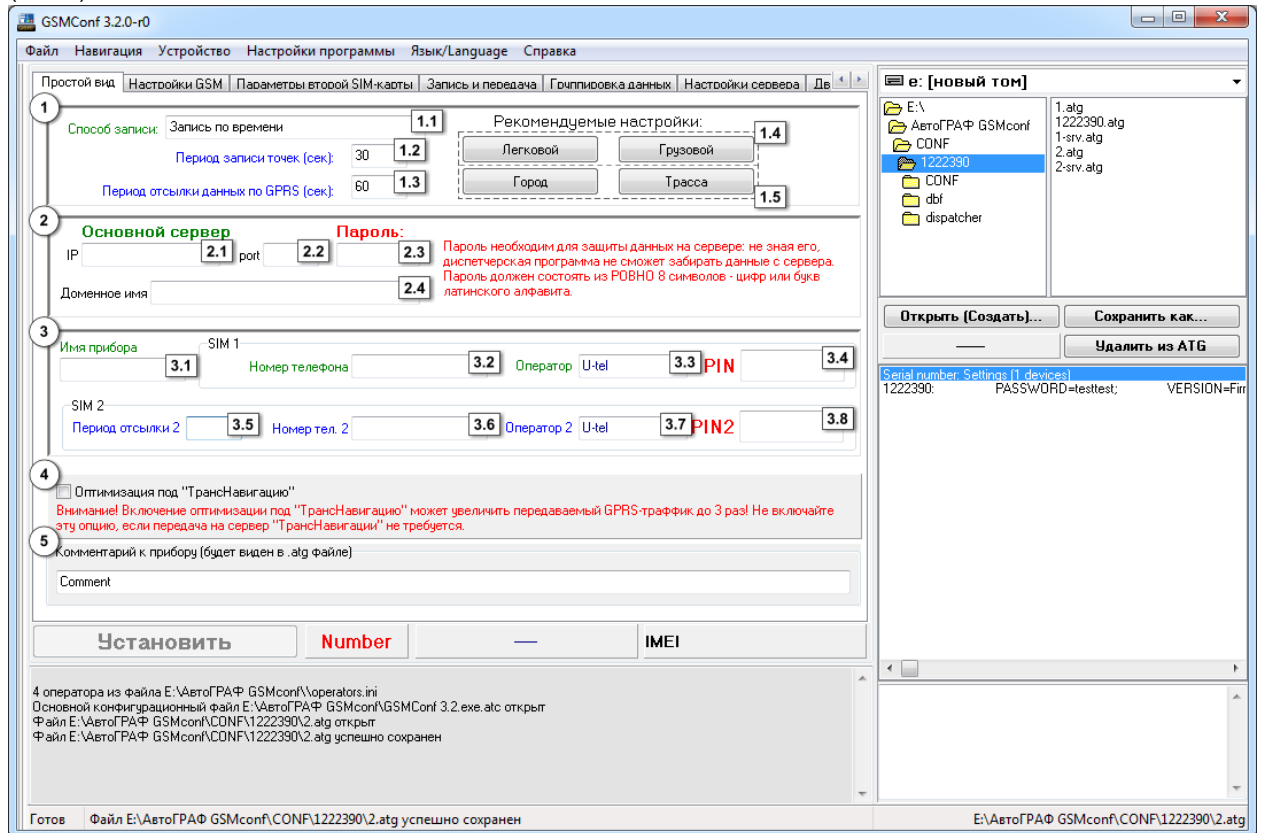 GSMConf 3.2.0-r0
Файл Навигация Устройство Настройки программы Язык/Language Справка
Простой вид Настройки GSM Параметры второй SIM-карты Запись и передача Группировка данных Настройки сервера Дв
1
Способ записи: Запись по времени 1.1
Период записи точек (сек): 30 1.2
Период отсылки данных по GPRS (сек): 60 1.3
Рекомендуемые настройки:
1.4
Легковой Грузовой
Город Трасса
1.5
2
Основной сервер Пароль:
IP 2.1 port 2.2 2.3
Доменное имя 2.4
Пароль необходим для защиты данных на сервере: не зная его,
диспетчерская программа не сможет забирать данные с сервера.
Пароль должен состоять из РОВНО 8 символов - цифр или букв
латинского алфавита.
3
Имя прибора 3.1
SIM 1
Номер телефона 3.2 Оператор U-tel 3.3 PIN 3.4
SIM 2
Период отсылки 2 3.5 Номер тел. 2 3.6 Оператор 2 U-tel 3.7 PIN2 3.8
4
Оптимизация под "ТрансНавигацию"
Внимание! Включение оптимизации под "ТрансНавигацию" может увеличить передаваемый GPRS-траффик до 3 раз! Не включайте
эту опцию, если передача на сервер "ТрансНавигации" не требуется.
5
Комментарий к прибору (будет виден в .atg файле)
Comment
Установить Number — IMEI
4 оператора из файла E:\АвтоГРАФ GSMconf\\operators.ini
Основной конфигурационный файл E:\АвтоГРАФ GSMconf\GSMConf 3.2.exe.atc открыт
Файл E:\АвтоГРАФ GSMconf\CONF\1222390\2.atg открыт
Файл E:\АвтоГРАФ GSMconf\CONF\1222390\2.atg успешно сохранен
e: [новый том]
E:\
АвтоГРАФ GSMconf
CONF
1222390
CONF
dbf
dispatcher
1.atg
1222390.atg
1-srv.atg
2.atg
2-srv.atg
Открыть (Создать)... Сохранить как...
— Удалить из ATG
Serial number: Settings (1 devices)
1222390: PASSWORD=testtest; VERSION=Firr
Готов Файл E:\АвтоГРАФ GSMconf\CONF\1222390\2.atg успешно сохранен E:\АвтоГРАФ GSMconf\CONF\1222390\2.atg